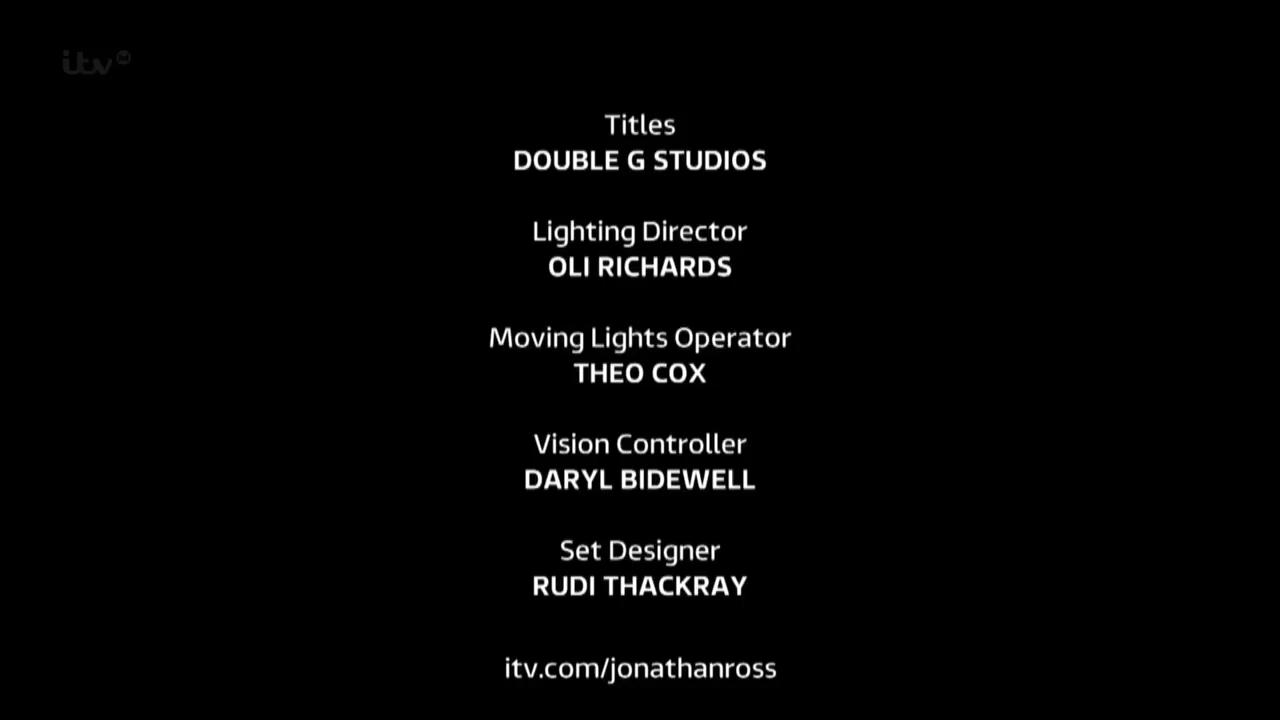 itv
Titles
DOUBLE G STUDIOS
Lighting Director
OLI RICHARDS
Moving Lights Operator
THEO COX
Vision Controller
DARYL BIDEWELL
Set Designer
RUDI THACKRAY
itv.com/jonathanross